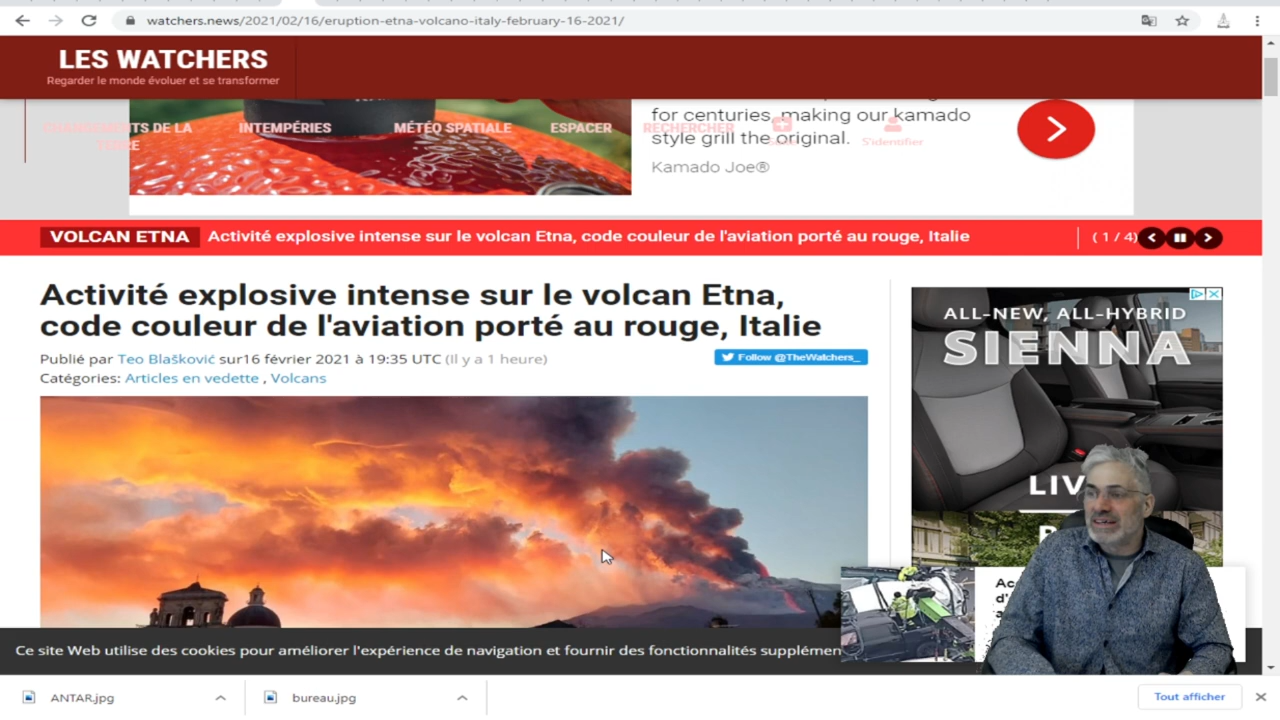 watchers.news/2021/02/16/eruption-etna-volcano-italy-february-16-2021/
LES WATCHERS
Regarder le monde évoluer et se transformer
for centuries, making our kamado
style grill the original.
Kamado Joe®
CHANGEMENTS DE LA TERRE
INTEMPÉRIES
MÉTÉO SPATIALE
ESPACER
RECHERCHER
S'identifier
VOLCAN ETNA Activité explosive intense sur le volcan Etna, code couleur de l'aviation porté au rouge, Italie ( 1 / 4)
Activité explosive intense sur le volcan Etna,
code couleur de l'aviation porté au rouge, Italie
Publié par Teo Blašković sur16 février 2021 à 19:35 UTC (Il y a 1 heure)
Follow @TheWatchers_
Catégories: Articles en vedette , Volcans
ALL-NEW, ALL-HYBRID
SIENNA
LIV
Ac
d'
Ce site Web utilise des cookies pour améliorer l'expérience de navigation et fournir des fonctionnalités supplémen
ANTAR.jpg
bureau.jpg
Tout afficher